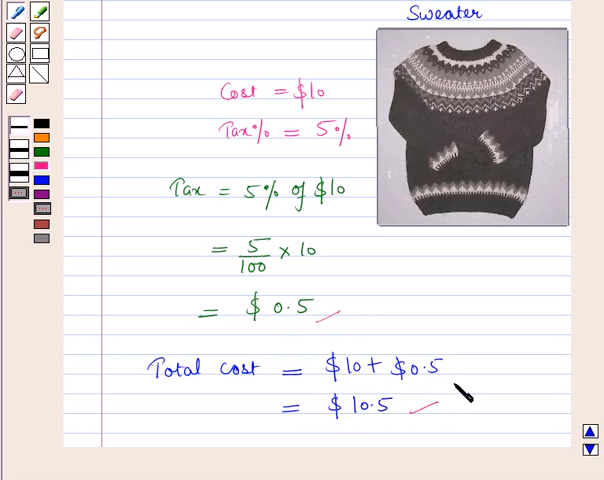 Sweater
Cost = $10
Tax% = 5%
Tax = 5% of $10
= 5/100 × 10
= $ 0.5
Total cost = $10 + $0.5
= $ 10.5